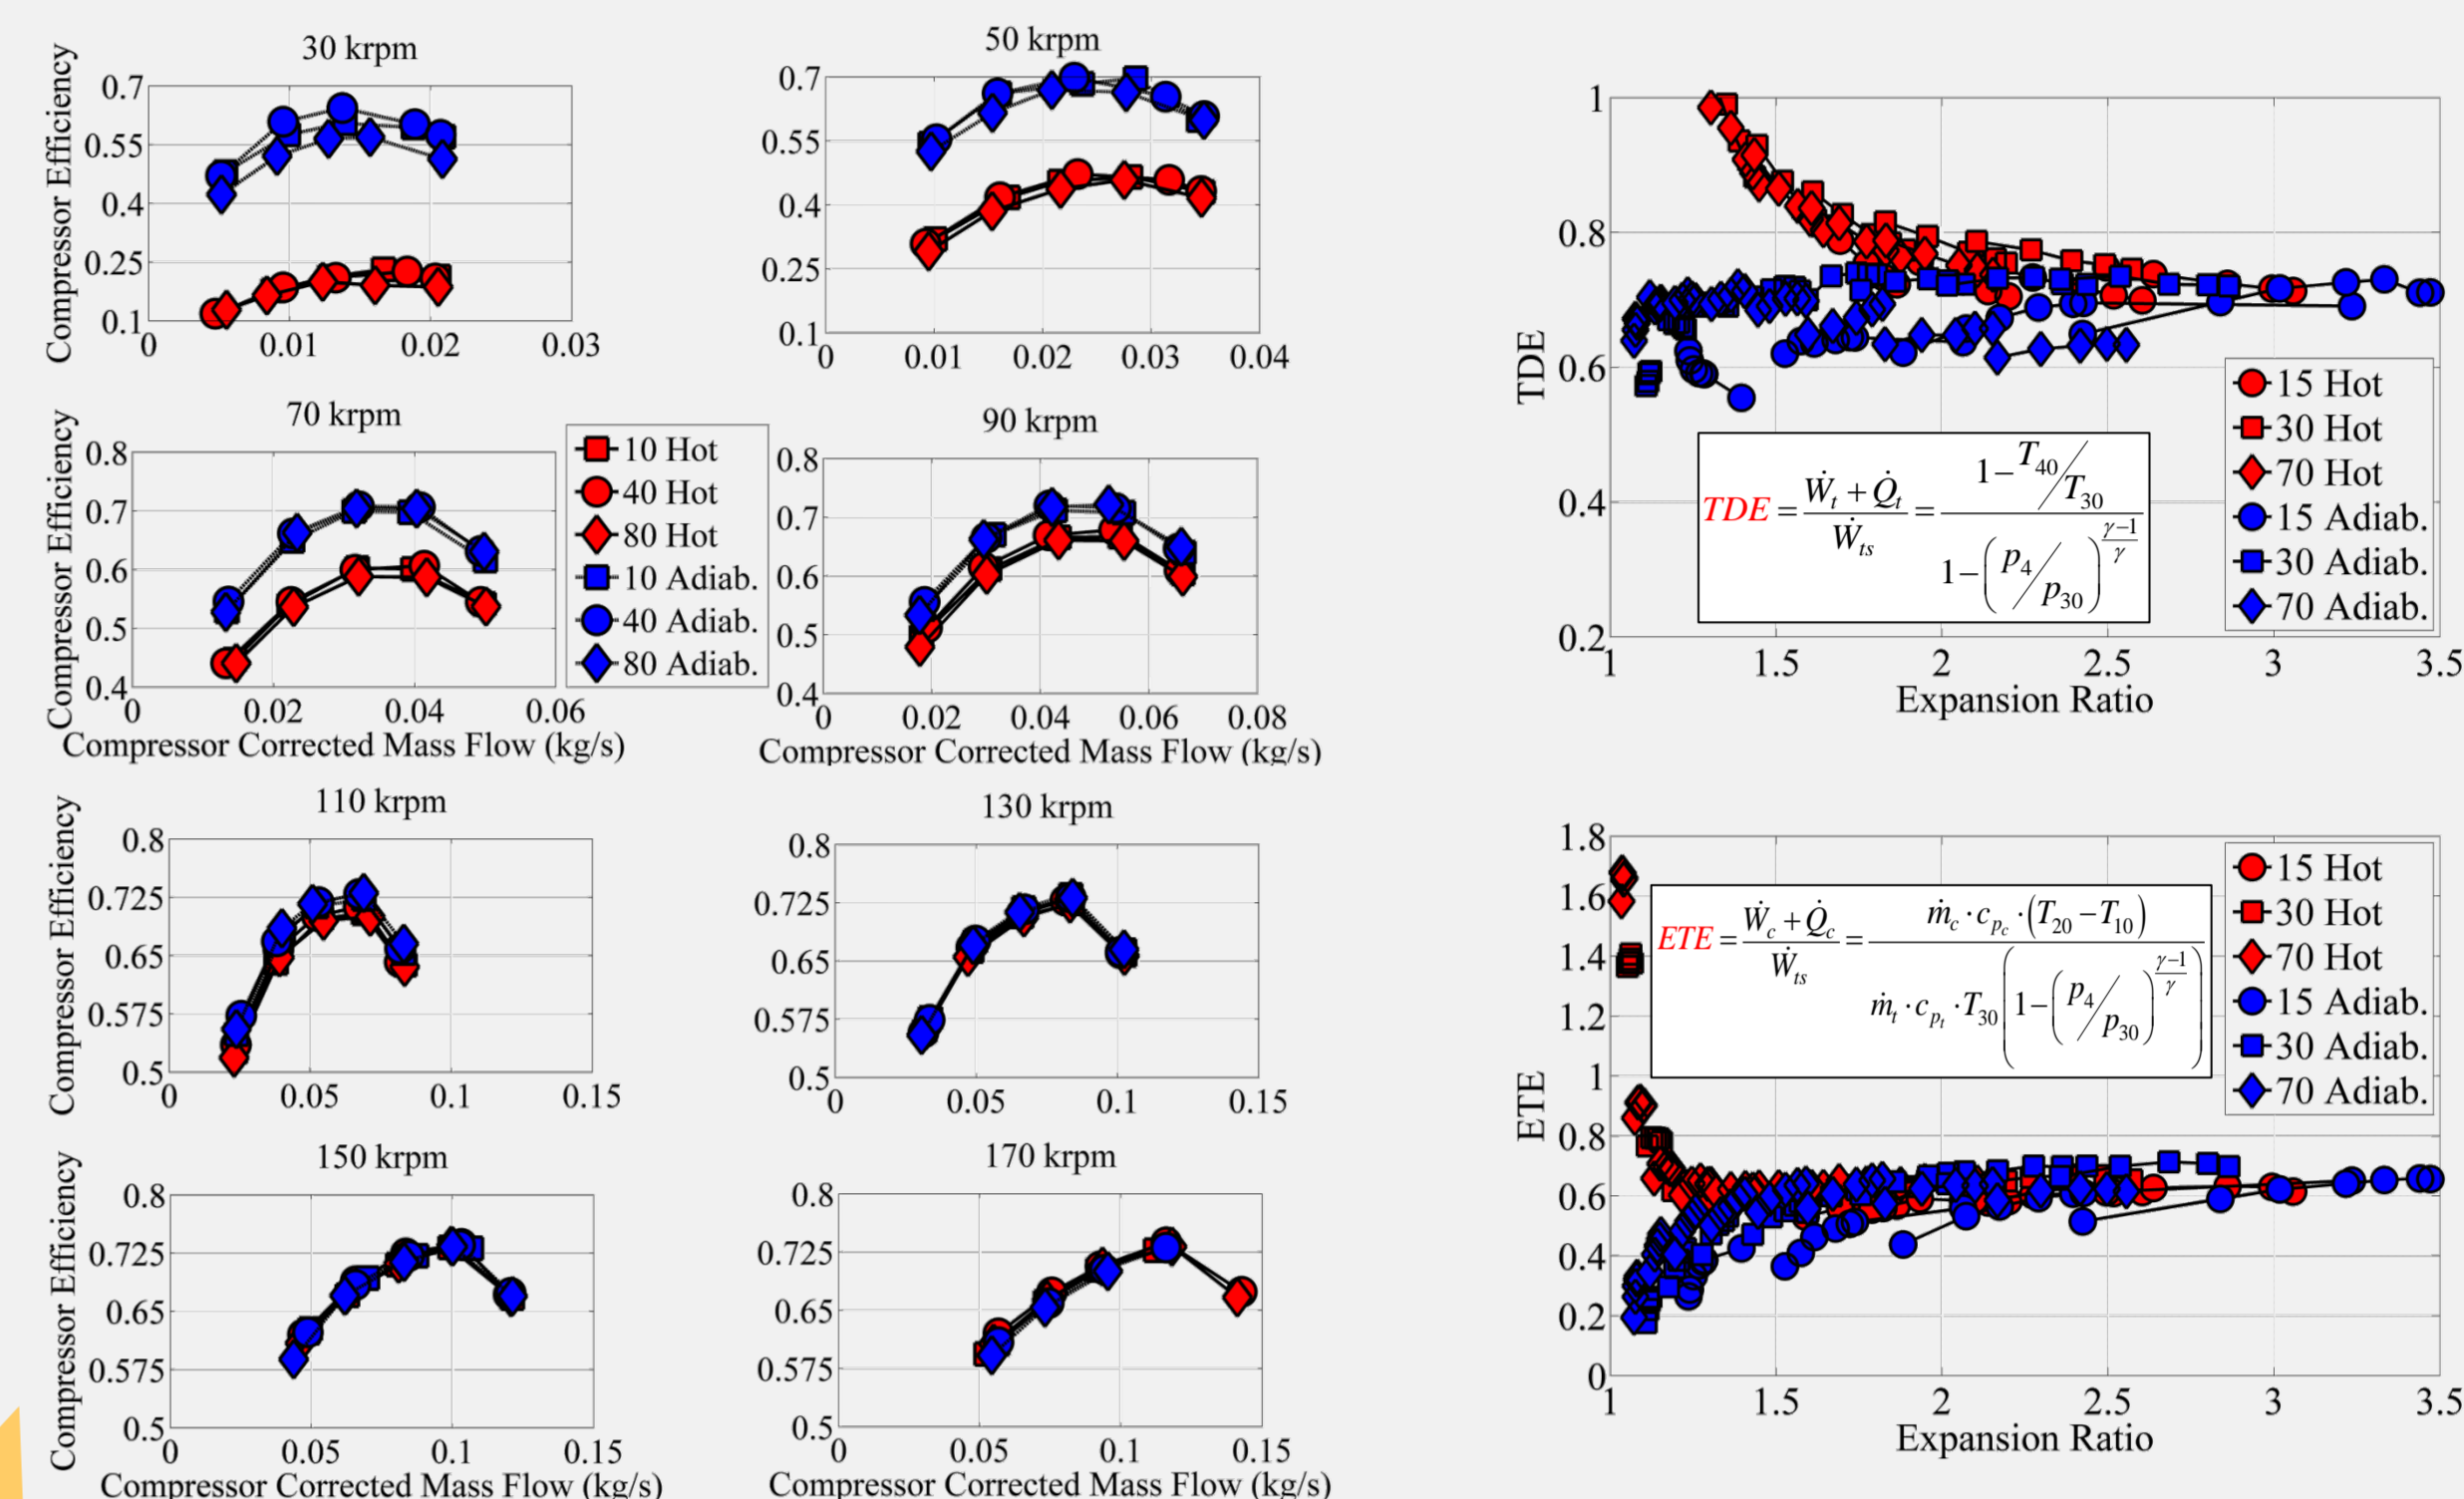 30 krpm
Compressor Efficiency
0.7
0.55
0.4
0.25
0.1
0 0.01 0.02 0.03
50 krpm
0.7
0.55
0.4
0.25
0.1
0 0.01 0.02 0.03 0.04
70 krpm
Compressor Efficiency
0.8
0.7
0.6
0.5
0.4
0 0.02 0.04 0.06
Compressor Corrected Mass Flow (kg/s)
10 Hot
40 Hot
80 Hot
10 Adiab.
40 Adiab.
80 Adiab.
90 krpm
0.8
0.7
0.6
0.5
0.4
0 0.02 0.04 0.06 0.08
Compressor Corrected Mass Flow (kg/s)
110 krpm
Compressor Efficiency
0.8
0.725
0.65
0.575
0.5
0 0.05 0.1 0.15
130 krpm
0.8
0.725
0.65
0.575
0.5
0 0.05 0.1 0.15
150 krpm
Compressor Efficiency
0.8
0.725
0.65
0.575
0.5
0 0.05 0.1 0.15
Compressor Corrected Mass Flow (kg/s)
170 krpm
0.8
0.725
0.65
0.575
0.5
0 0.05 0.1 0.15
Compressor Corrected Mass Flow (kg/s)
TDE
1
0.8
0.6
0.4
0.2
1 1.5 2 2.5 3 3.5
Expansion Ratio
15 Hot
30 Hot
70 Hot
15 Adiab.
30 Adiab.
70 Adiab.
TDE = (Ẇt + Q̇t) / Ẇts = (1 − T40/T30) / (1 − (p4/p30)^((γ−1)/γ))
ETE
1.8
1.6
1.4
1.2
1
0.8
0.6
0.4
0.2
0
1 1.5 2 2.5 3 3.5
Expansion Ratio
15 Hot
30 Hot
70 Hot
15 Adiab.
30 Adiab.
70 Adiab.
ETE = (Ẇc + Q̇c) / Ẇts = ṁc · cpc · (T20 − T10) / (ṁt · cpt · T30 (1 − (p4/p30)^((γ−1)/γ)))